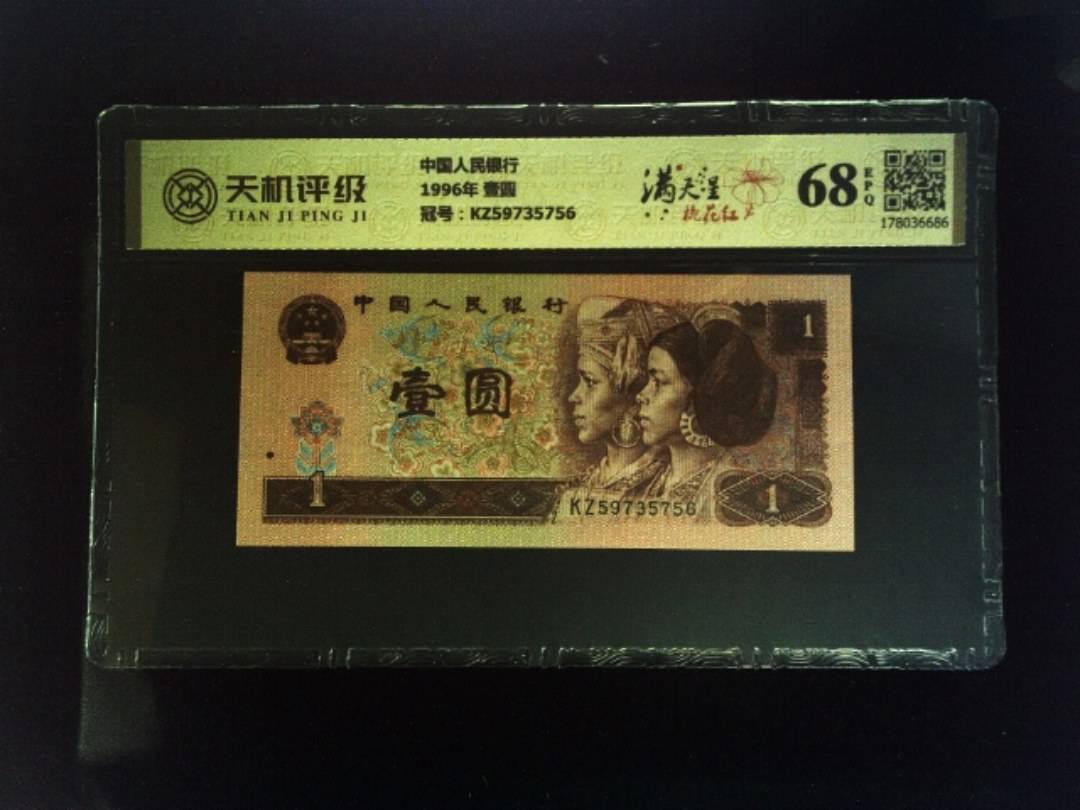 天机评级
TIAN JI PING JI
中国人民银行
1996年 壹圆
冠号：KZ59735756
满天星
桃花红
68
EPQ
178036686
中国人民银行
1
壹圆
1
KZ59735756
1